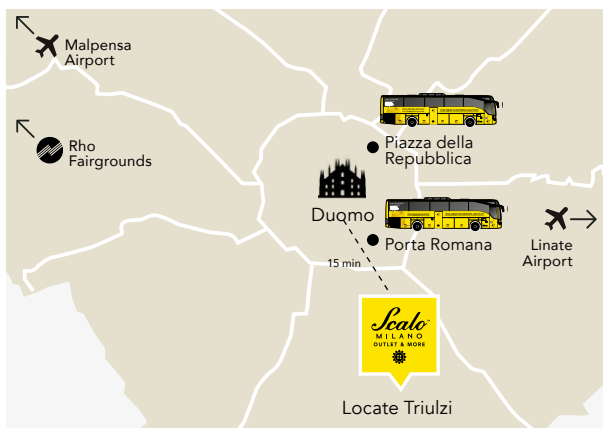 Malpensa
Airport
Rho
Fairgrounds
Piazza della
Repubblica
Duomo
Porta Romana
Linate
Airport
15 min
Scalo
MILANO
OUTLET & MORE
Locate Triulzi